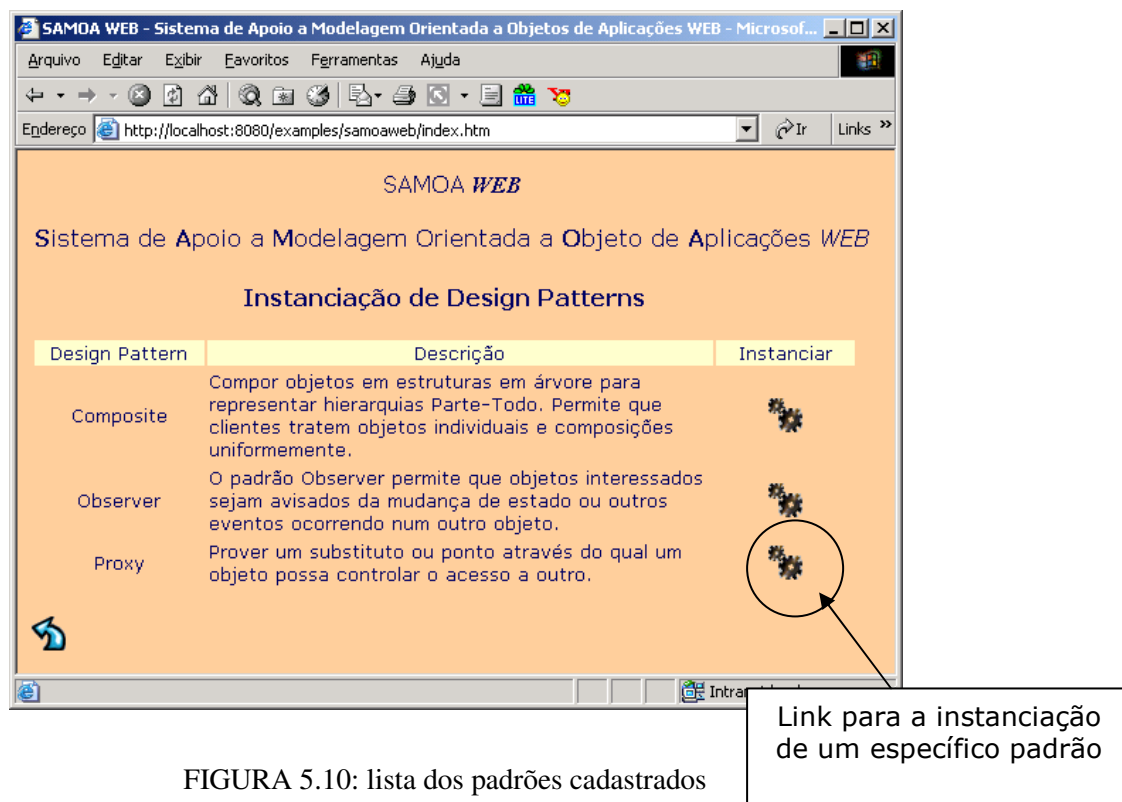 SAMOA WEB - Sistema de Apoio a Modelagem Orientada a Objetos de Aplicações WEB - Microsof...
Arquivo Editar Exibir Favoritos Ferramentas Ajuda
LITE
Endereço http://localhost:8080/examples/samoaweb/index.htm Ir Links »
SAMOA WEB
Sistema de Apoio a Modelagem Orientada a Objeto de Aplicações WEB
Instanciação de Design Patterns
Design Pattern Descrição Instanciar
Composite
Compor objetos em estruturas em árvore para
representar hierarquias Parte-Todo. Permite que
clientes tratem objetos individuais e composições
uniformemente.
Observer
O padrão Observer permite que objetos interessados
sejam avisados da mudança de estado ou outros
eventos ocorrendo num outro objeto.
Proxy
Prover um substituto ou ponto através do qual um
objeto possa controlar o acesso a outro.
Link para a instanciação
de um específico padrão
FIGURA 5.10: lista dos padrões cadastrados